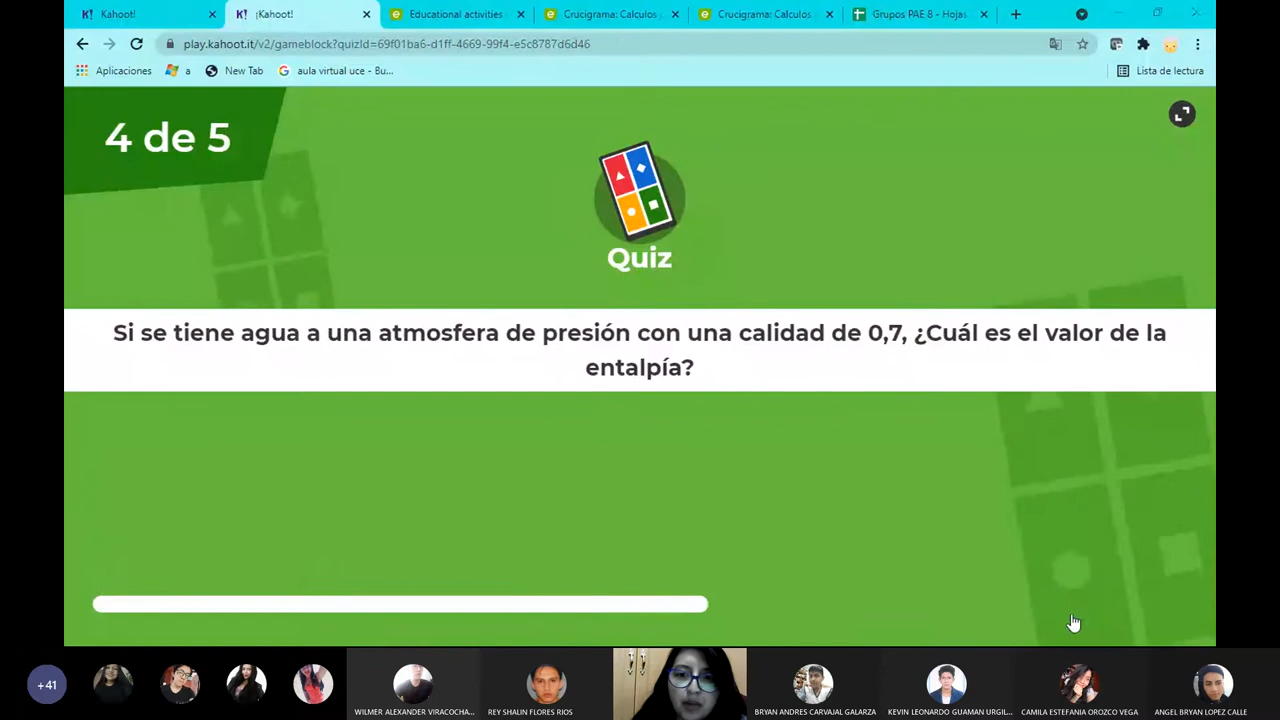 Kahoot!
¡Kahoot!
Educational activities
Crucigrama: Calculos
Crucigrama: Calculos
Grupos PAE 8 - Hojas
play.kahoot.it/v2/gameblock?quizId=69f01ba6-d1ff-4669-99f4-e5c8787d6d46
Aplicaciones
a
New Tab
aula virtual uce - Bu...
Lista de lectura
4 de 5
Quiz
Si se tiene agua a una atmosfera de presión con una calidad de 0,7, ¿Cuál es el valor de la
entalpía?
+41
WILMER ALEXANDER VIRACOCHA...
REY SHALIN FLORES RIOS
BRYAN ANDRES CARVAJAL GALARZA
KEVIN LEONARDO GUAMAN URGIL...
CAMILA ESTEFANIA OROZCO VEGA
ANGEL BRYAN LOPEZ CALLE